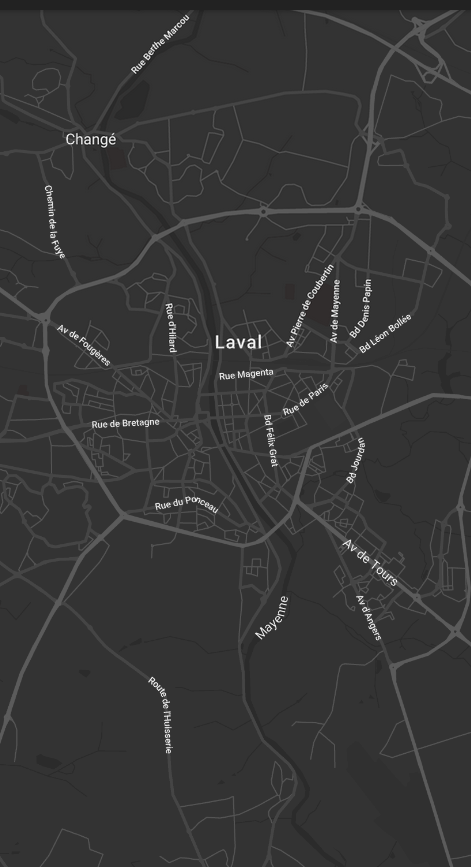 Rue Berthe Marcou
Changé
Chemin de la Fuye
Av Pierre de Coubertin
Av de Mayenne
Bd Denis Papin
Bd Léon Bollée
Rue d'Hilard
Av de Fougères
Laval
Rue Magenta
Rue de Paris
Rue de Bretagne
Bd Félix Grat
Bd Jourdan
Rue du Ponceau
Av de Tours
Mayenne
Av d'Angers
Route de l'Huisserie